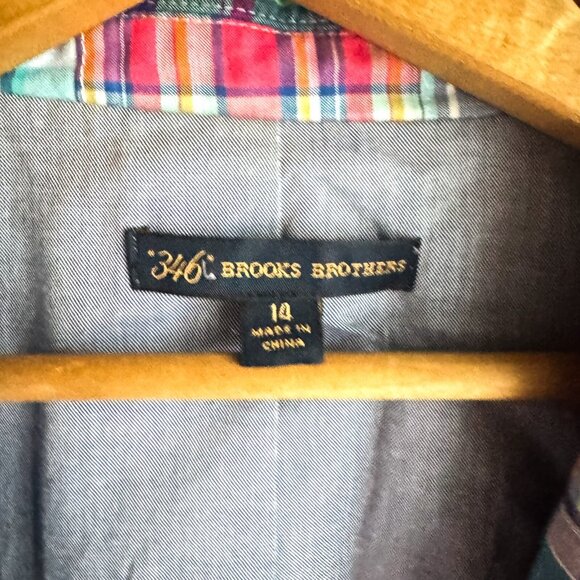 "346" BROOKS BROTHERS
14
MADE IN
CHINA